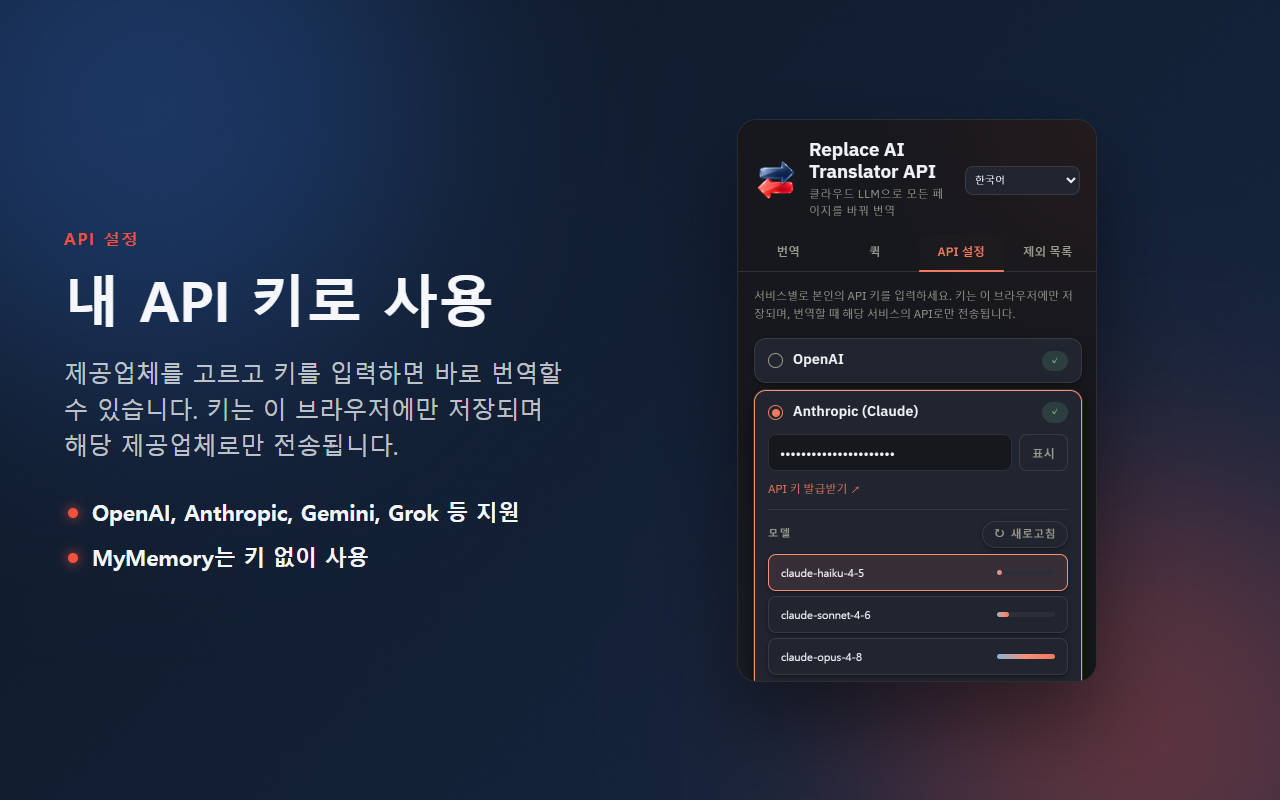 API 설정
내 API 키로 사용
제공업체를 고르고 키를 입력하면 바로 번역할
수 있습니다. 키는 이 브라우저에만 저장되며
해당 제공업체로만 전송됩니다.
OpenAI, Anthropic, Gemini, Grok 등 지원
MyMemory는 키 없이 사용
Replace AI
Translator API
클라우드 LLM으로 모든 페
이지를 바꿔 번역
한국어
번역 퀵 API 설정 제외 목록
서비스별로 본인의 API 키를 입력하세요. 키는 이 브라우저에만 저
장되며, 번역할 때 해당 서비스의 API로만 전송됩니다.
OpenAI ✓
Anthropic (Claude) ✓
•••••••••••••••••••••• 표시
API 키 발급받기 ↗
모델 ↻ 새로고침
claude-haiku-4-5
claude-sonnet-4-6
claude-opus-4-8